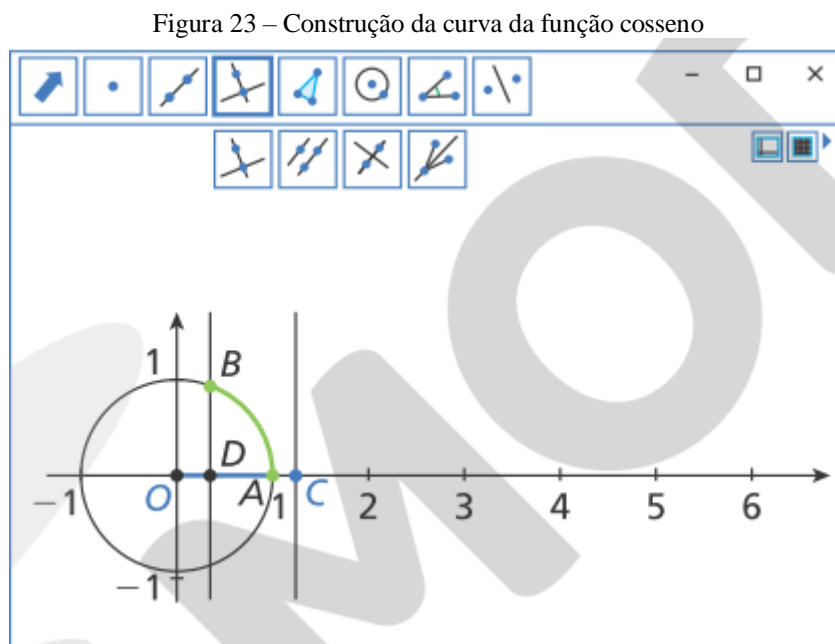 Figura 23 – Construção da curva da função cosseno
1 B
D
−1 O A 1 C 2 3 4 5 6
−1